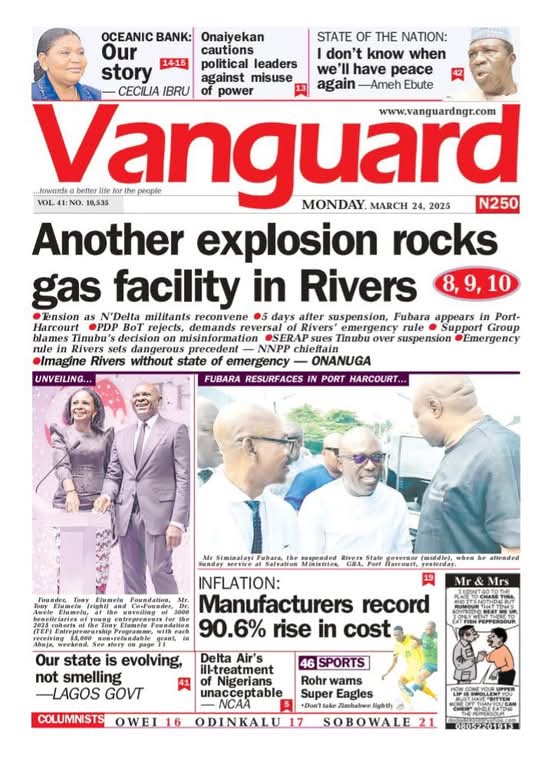 OCEANIC BANK:
Our
story 14-15
— CECILIA IBRU
Onaiyekan
cautions
political leaders
against misuse
of power 13
STATE OF THE NATION:
I don't know when
we'll have peace
again —Ameh Ebute 42
www.vanguardngr.com
Vanguard
...towards a better life for the people
VOL. 41: NO. 10,535
MONDAY, MARCH 24, 2025
N250
Another explosion rocks
gas facility in Rivers 8, 9, 10
●Tension as N'Delta militants reconvene ●5 days after suspension, Fubara appears in Port-
Harcourt ●PDP BoT rejects, demands reversal of Rivers' emergency rule ● Support Group
blames Tinubu's decision on misinformation ●SERAP sues Tinubu over suspension ●Emergency
rule in Rivers sets dangerous precedent — NNPP chieftain
●Imagine Rivers without state of emergency — ONANUGA
UNVEILING...
FUBARA RESURFACES IN PORT HARCOURT...
Mr Siminalayi Fubara, the suspended Rivers State governor (middle), when he attended
Sunday service at Salvation Ministries, GRA, Port Harcourt, yesterday.
Founder, Tony Elumelu Foundation, Mr.
Tony Elumelu (right) and Co-Founder, Dr.
Awele Elumelu, at the unveiling of 3000
beneficiaries of young entrepreneurs for the
2025 cohorts of the Tony Elumelu Foundation
(TEF) Entrepreneurship Programme, with each
receiving $5,000 nonrefundable grant, in
Abuja, weekend. See story on page 11
INFLATION: 19
Manufacturers record
90.6% rise in cost
Mr & Mrs
I DIDN'T GO TO THE
PLACE TO CHASE TINA,
AND IT'S NOTHING BUT
RUMOUR THAT TINA'S
BOYFRIEND BEAT ME UP.
I ONLY WENT THERE TO
EAT FISH PEPPERSOUP
HOW COME YOUR UPPER
LIP IS SWOLLEN? YOU
MUST HAVE "BITTEN
MORE OFF THAN YOU CAN
CHEW" WHILE EATING
THE PEPPERSOUP
08052201913
Our state is evolving,
not smelling
—LAGOS GOVT 41
Delta Air's
ill-treatment
of Nigerians
unacceptable
— NCAA 5
46 SPORTS
Rohr warns
Super Eagles
•Don't take Zimbabwe lightly
COLUMNISTS OWEI 16 ODINKALU 17 SOBOWALE 21